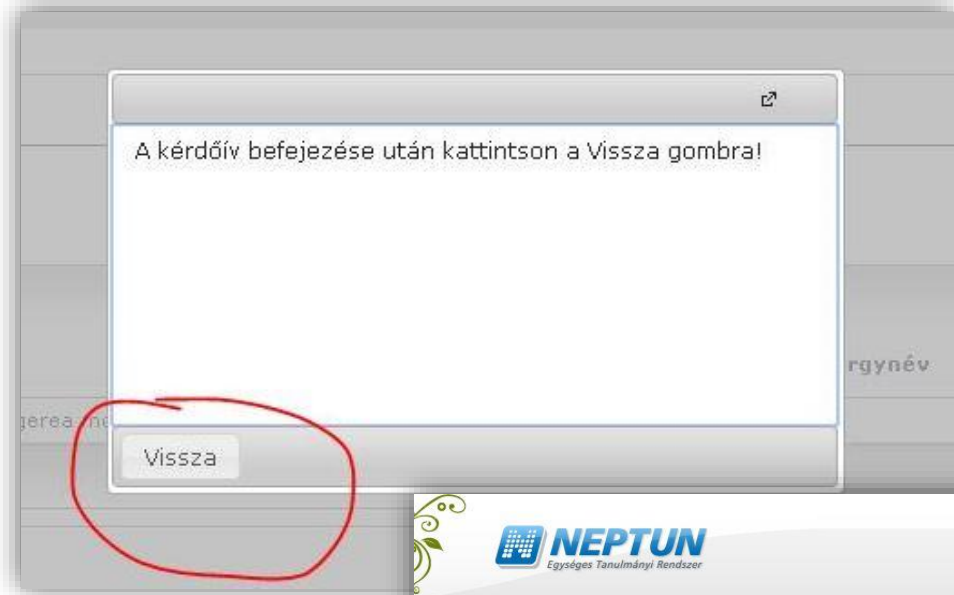 A kérdőív befejezése után kattintson a Vissza gombra!
rgynév
Vissza
NEPTUN
Egységes Tanulmányi Rendszer